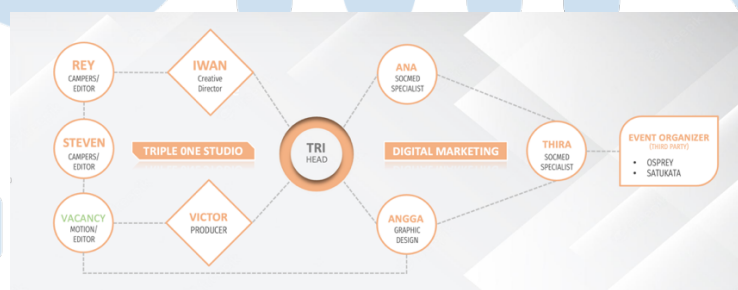 REY
CAMPERS/
EDITOR
IWAN
Creative
Director
ANA
SOCMED
SPECIALIST
STEVEN
CAMPERS/
EDITOR
TRIPLE ONE STUDIO
TRI
HEAD
DIGITAL MARKETING
THIRA
SOCMED
SPECIALIST
EVENT ORGANIZER
(THIRD PARTY)
• OSPREY
• SATUKATA
VACANCY
MOTION/
EDITOR
VICTOR
PRODUCER
ANGGA
GRAPHIC
DESIGN